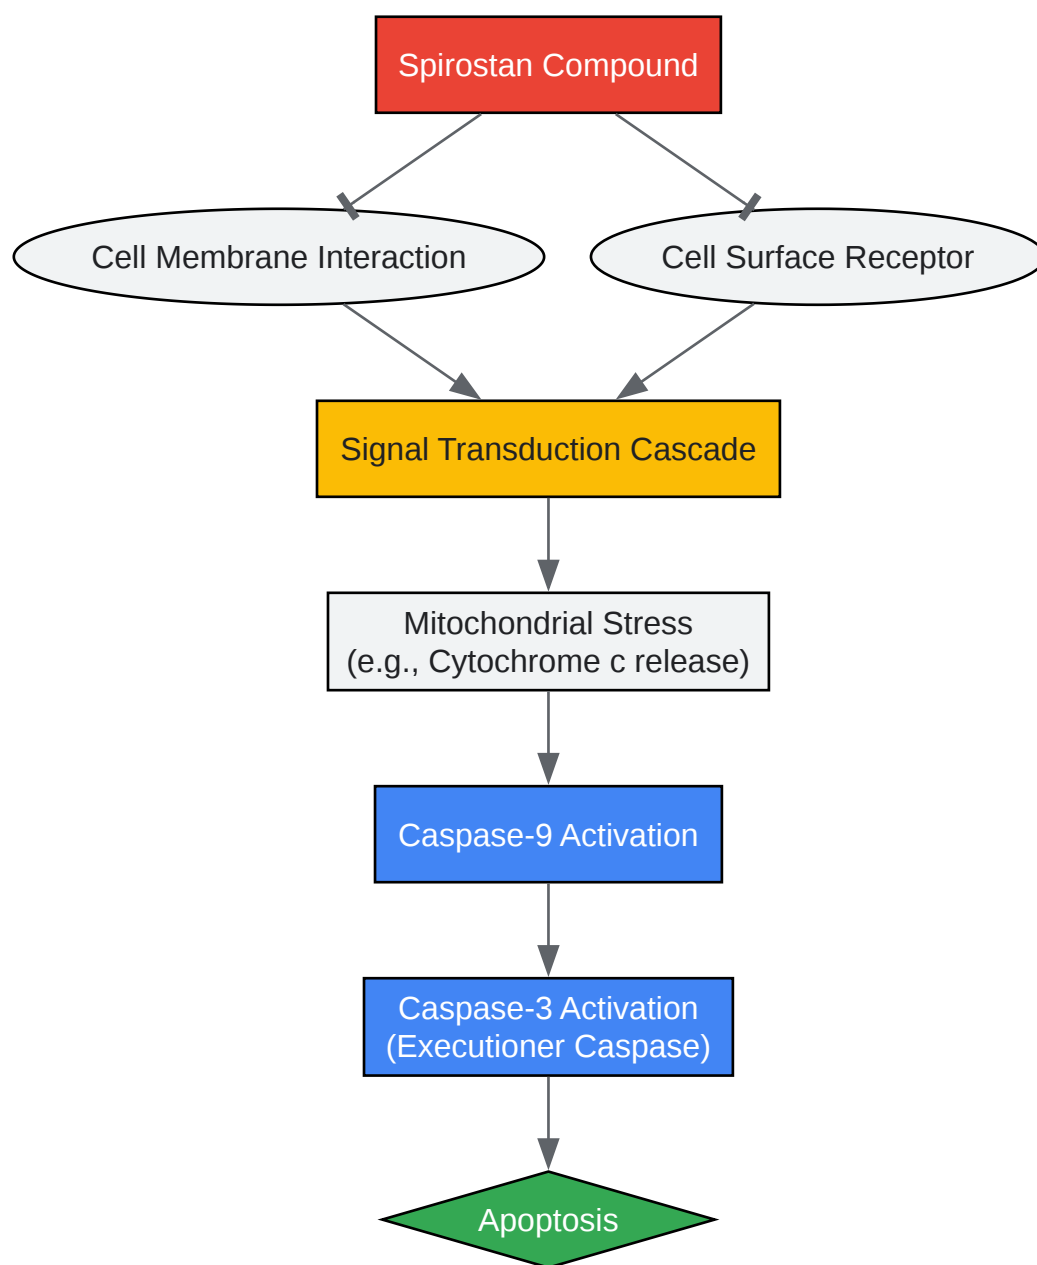 Spirostan Compound
Cell Membrane Interaction
Cell Surface Receptor
Signal Transduction Cascade
Mitochondrial Stress
(e.g., Cytochrome c release)
Caspase-9 Activation
Caspase-3 Activation
(Executioner Caspase)
Apoptosis